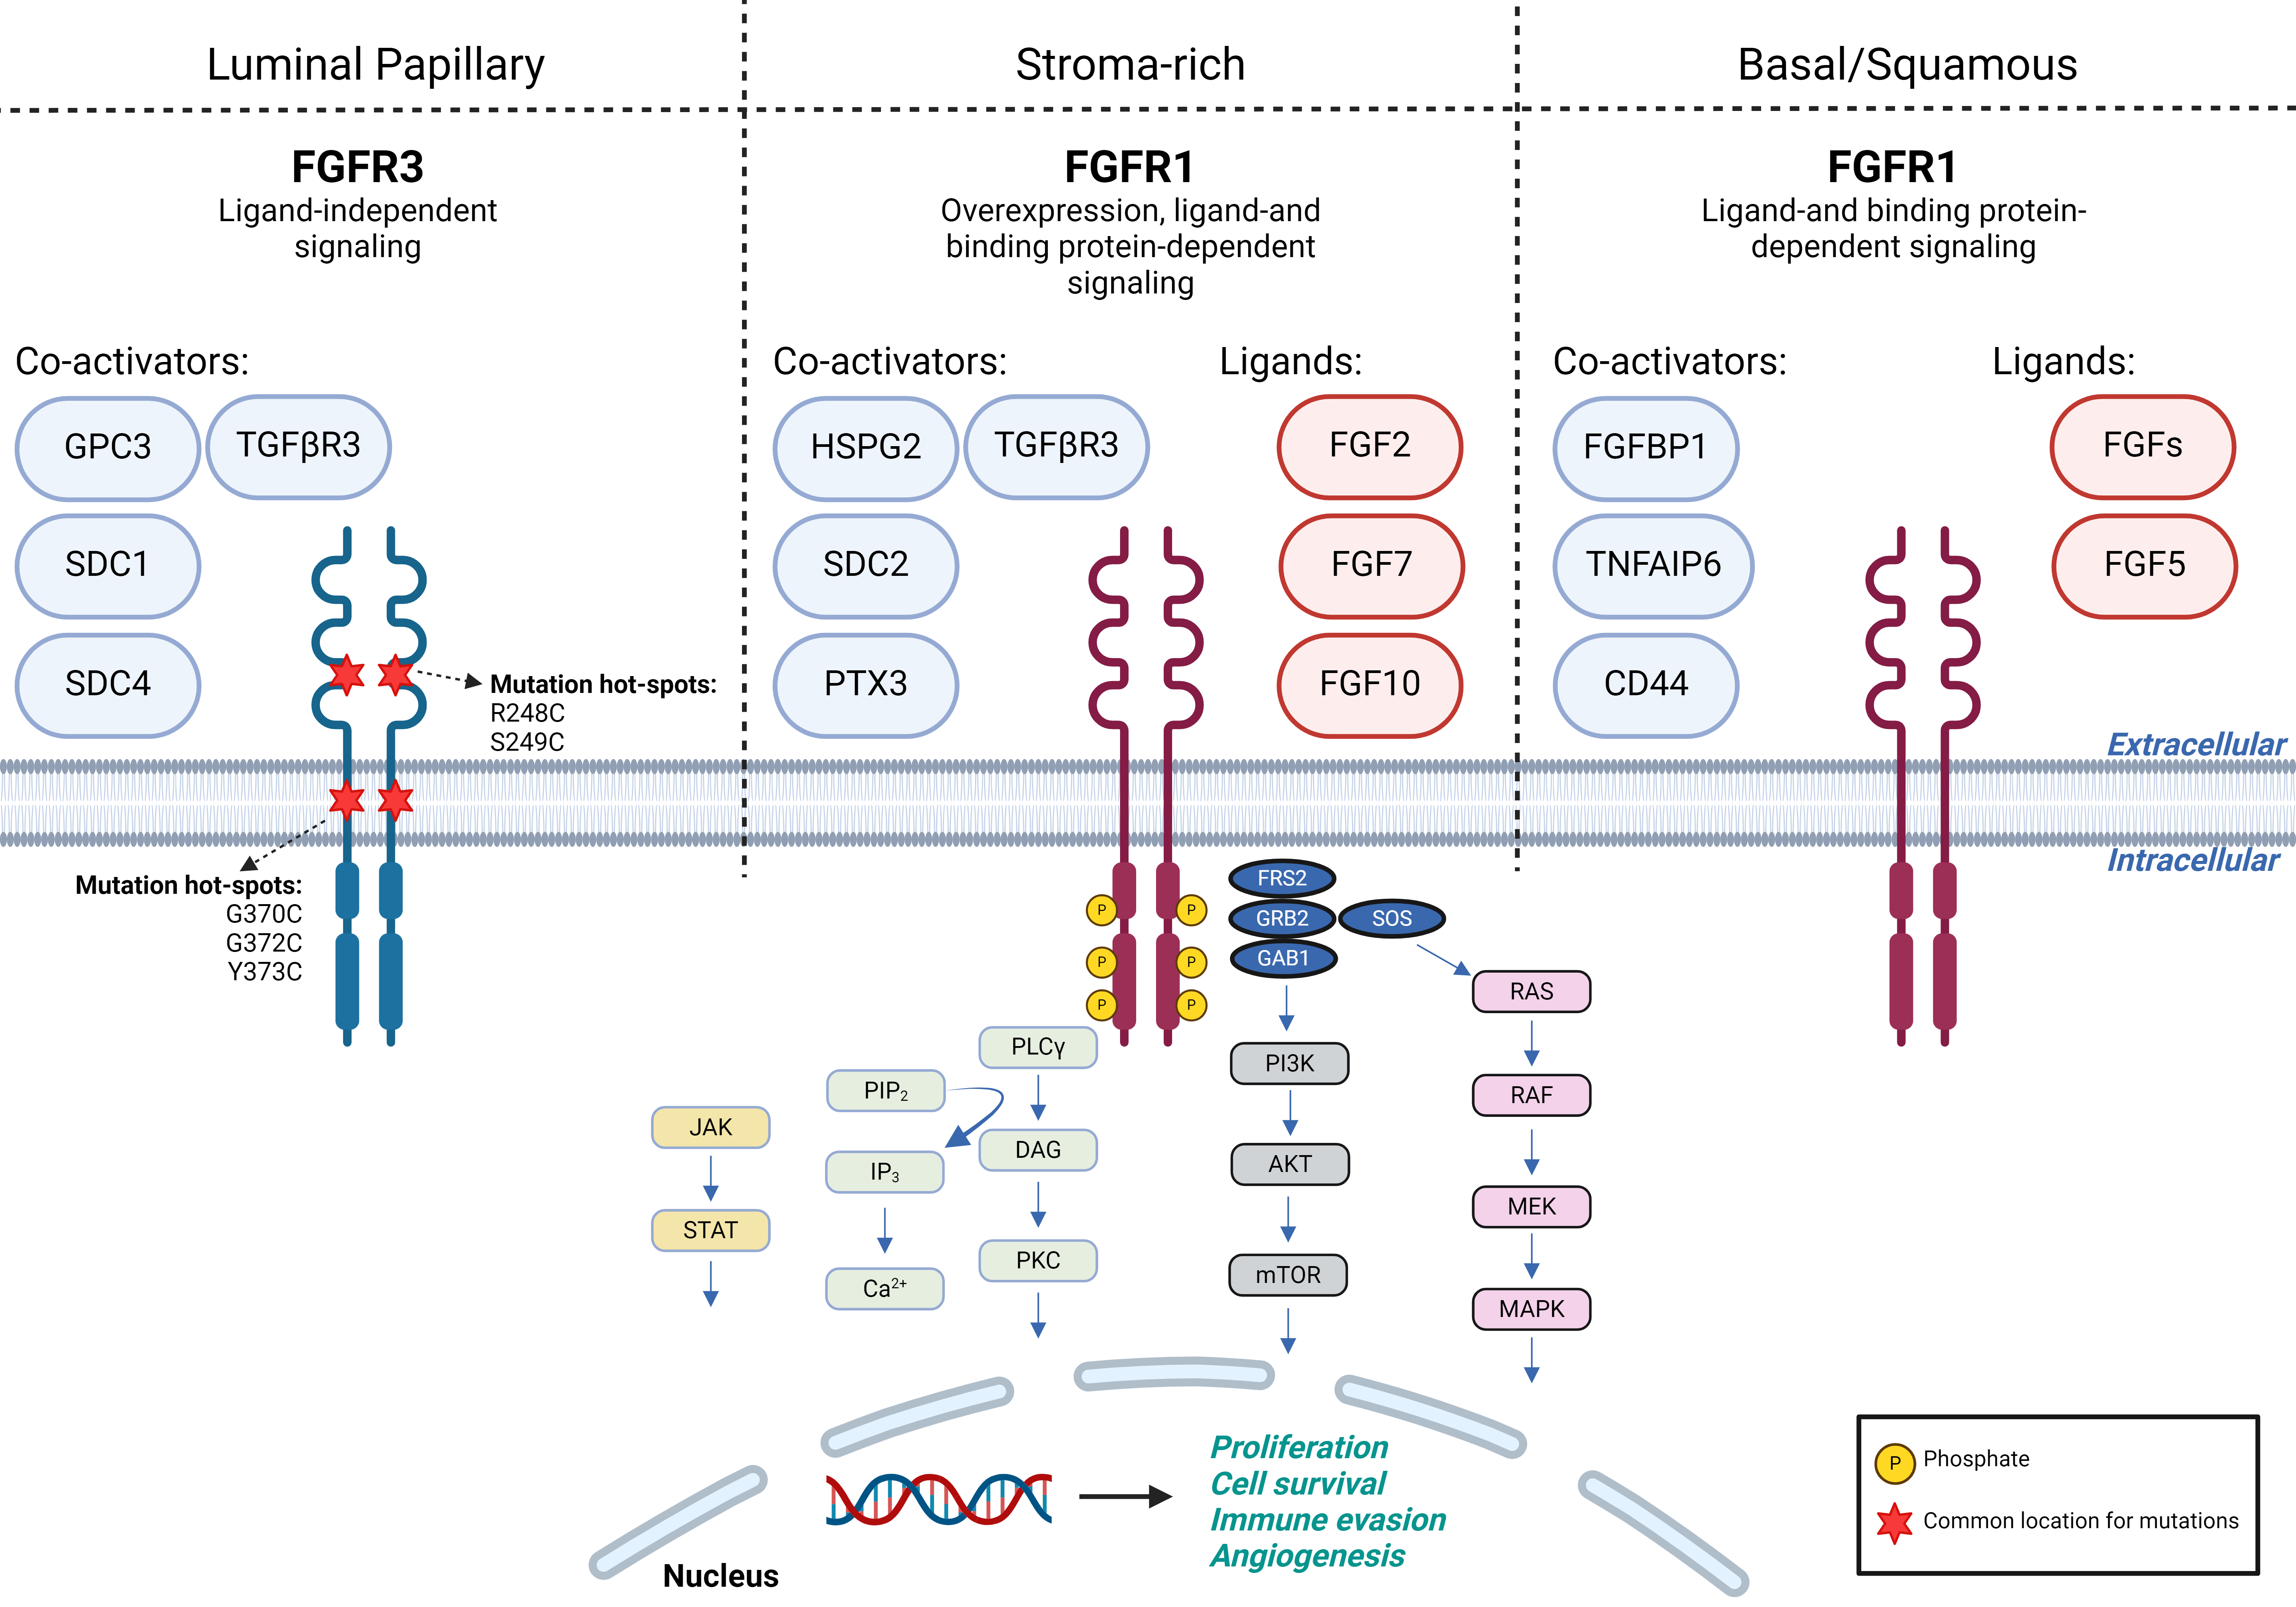 Luminal Papillary
Stroma-rich
Basal/Squamous
FGFR3
Ligand-independent
signaling
FGFR1
Overexpression, ligand-and
binding protein-dependent
signaling
FGFR1
Ligand-and binding protein-
dependent signaling
Co-activators:
GPC3
TGFβR3
SDC1
SDC4
Mutation hot-spots:
R248C
S249C
Mutation hot-spots:
G370C
G372C
Y373C
Co-activators:
HSPG2
TGFβR3
SDC2
PTX3
Ligands:
FGF2
FGF7
FGF10
Co-activators:
FGFBP1
TNFAIP6
CD44
Ligands:
FGFs
FGF5
Extracellular
Intracellular
P
P
P
P
P
P
FRS2
GRB2
SOS
GAB1
JAK
STAT
PIP2
IP3
Ca2+
PLCγ
DAG
PKC
PI3K
AKT
mTOR
RAS
RAF
MEK
MAPK
Nucleus
Proliferation
Cell survival
Immune evasion
Angiogenesis
P Phosphate
Common location for mutations